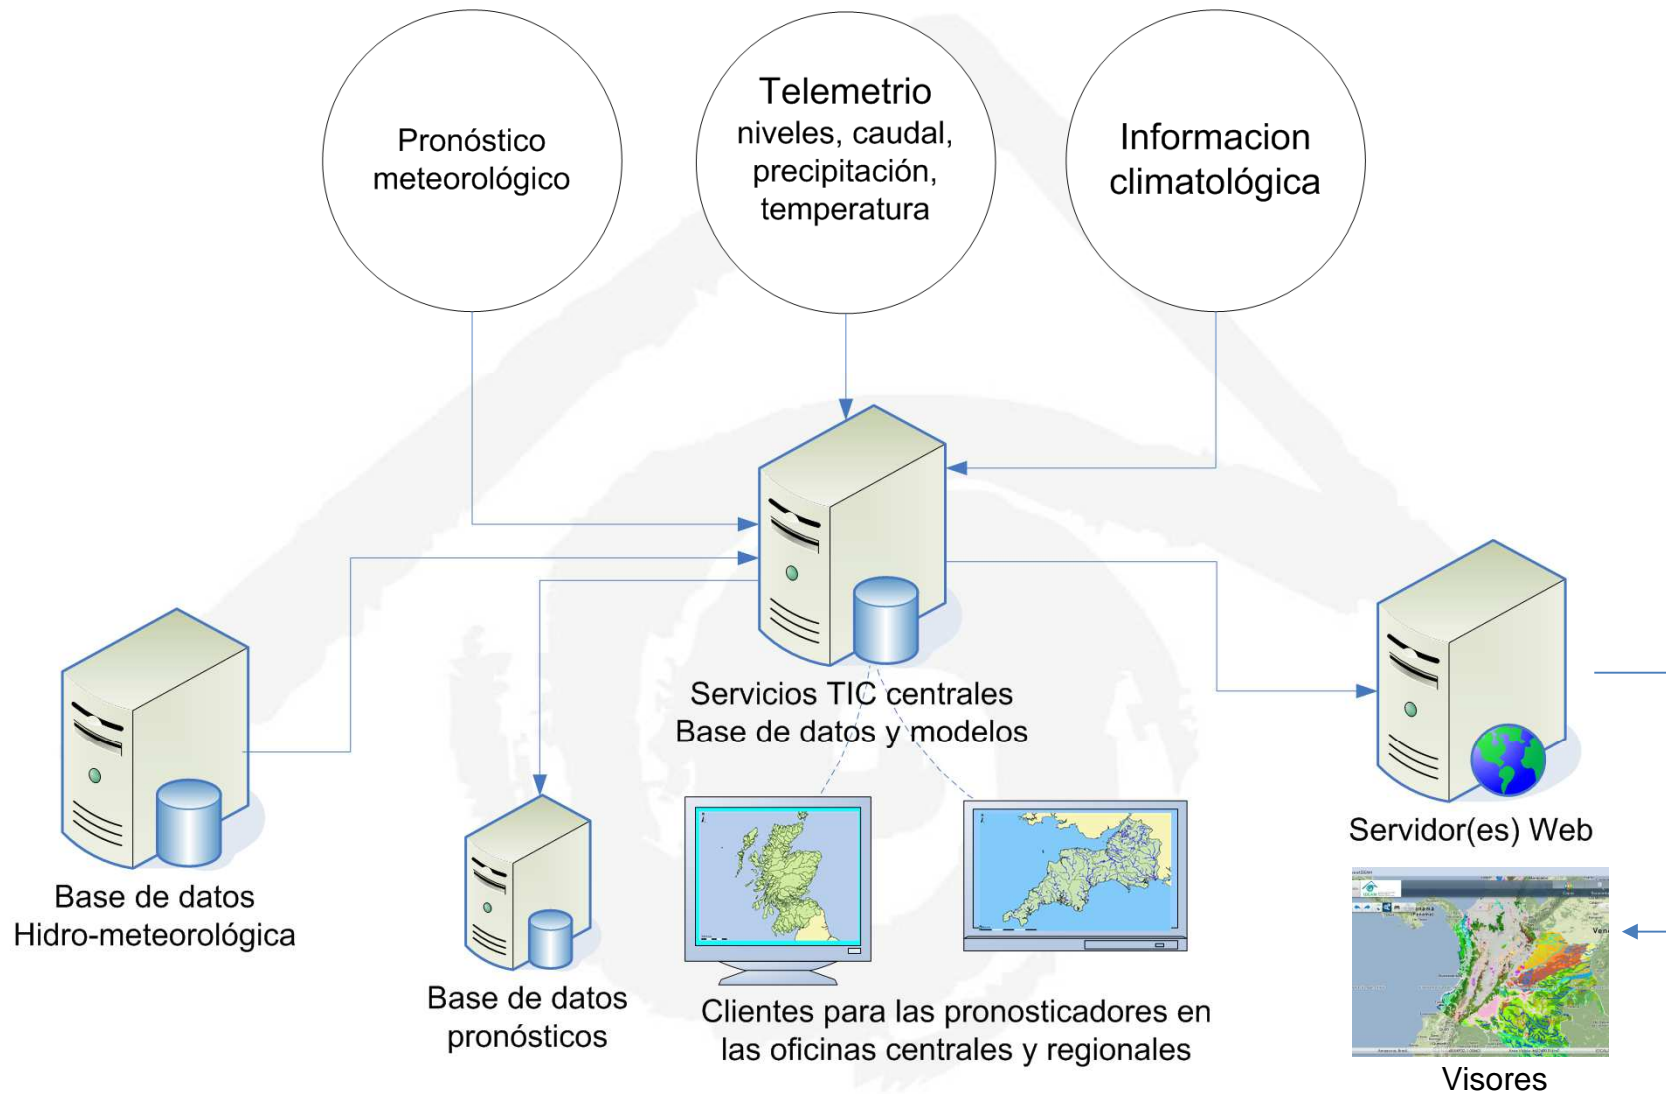 Pronóstico
meteorológico
Telemetrio
niveles, caudal,
precipitación,
temperatura
Informacion
climatológica
Servicios TIC centrales
Base de datos y modelos
Base de datos
Hidro-meteorológica
Base de datos
pronósticos
Clientes para las pronosticadores en
las oficinas centrales y regionales
Servidor(es) Web
Visores